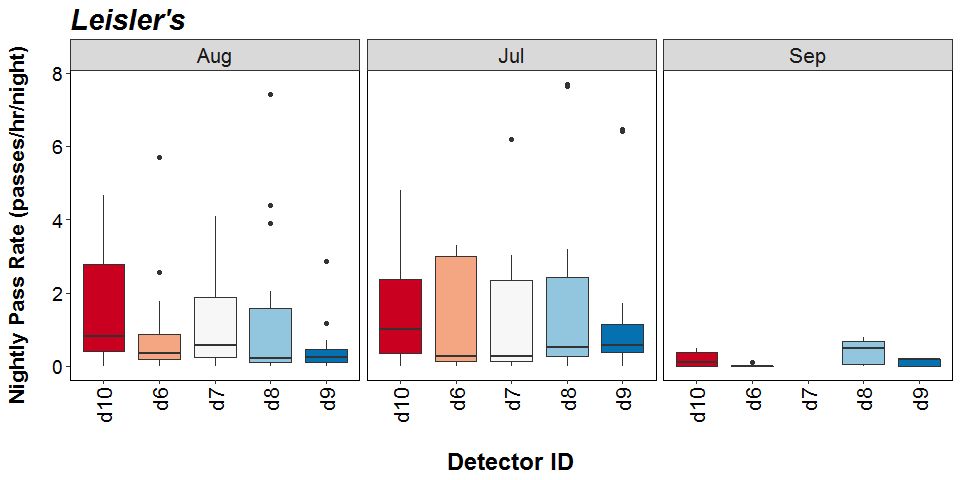 Leisler's
Aug Jul Sep
Nightly Pass Rate (passes/hr/night)
8
6
4
2
0
d10 d6 d7 d8 d9 d10 d6 d7 d8 d9 d10 d6 d7 d8 d9
Detector ID